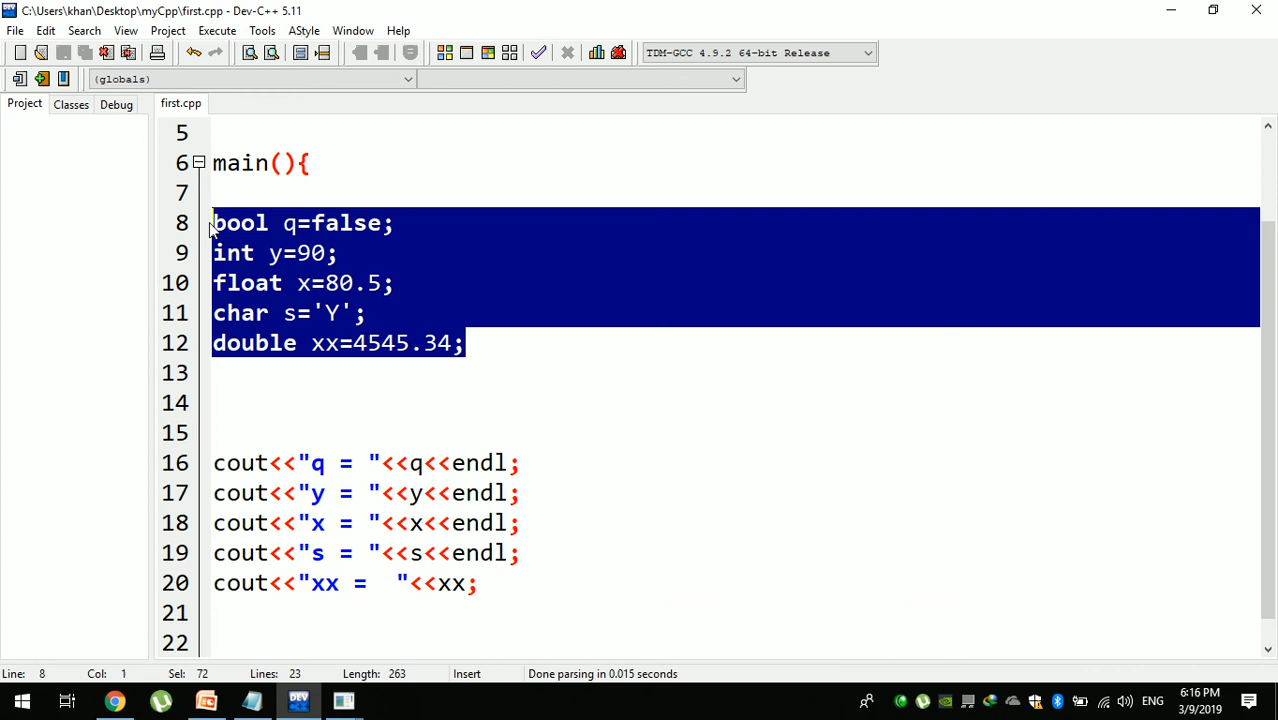 C:\Users\khan\Desktop\myCpp\first.cpp - Dev-C++ 5.11
File Edit Search View Project Execute Tools AStyle Window Help
TDM-GCC 4.9.2 64-bit Release
(globals)
Project Classes Debug first.cpp
5
6 main(){
7
8 bool q=false;
9 int y=90;
10 float x=80.5;
11 char s='Y';
12 double xx=4545.34;
13
14
15
16 cout<<"q = "<<q<<endl;
17 cout<<"y = "<<y<<endl;
18 cout<<"x = "<<x<<endl;
19 cout<<"s = "<<s<<endl;
20 cout<<"xx =  "<<xx;
21
22
Line: 8 Col: 1 Sel: 72 Lines: 23 Length: 263 Insert Done parsing in 0.015 seconds
DEV
ENG
6:16 PM
3/9/2019